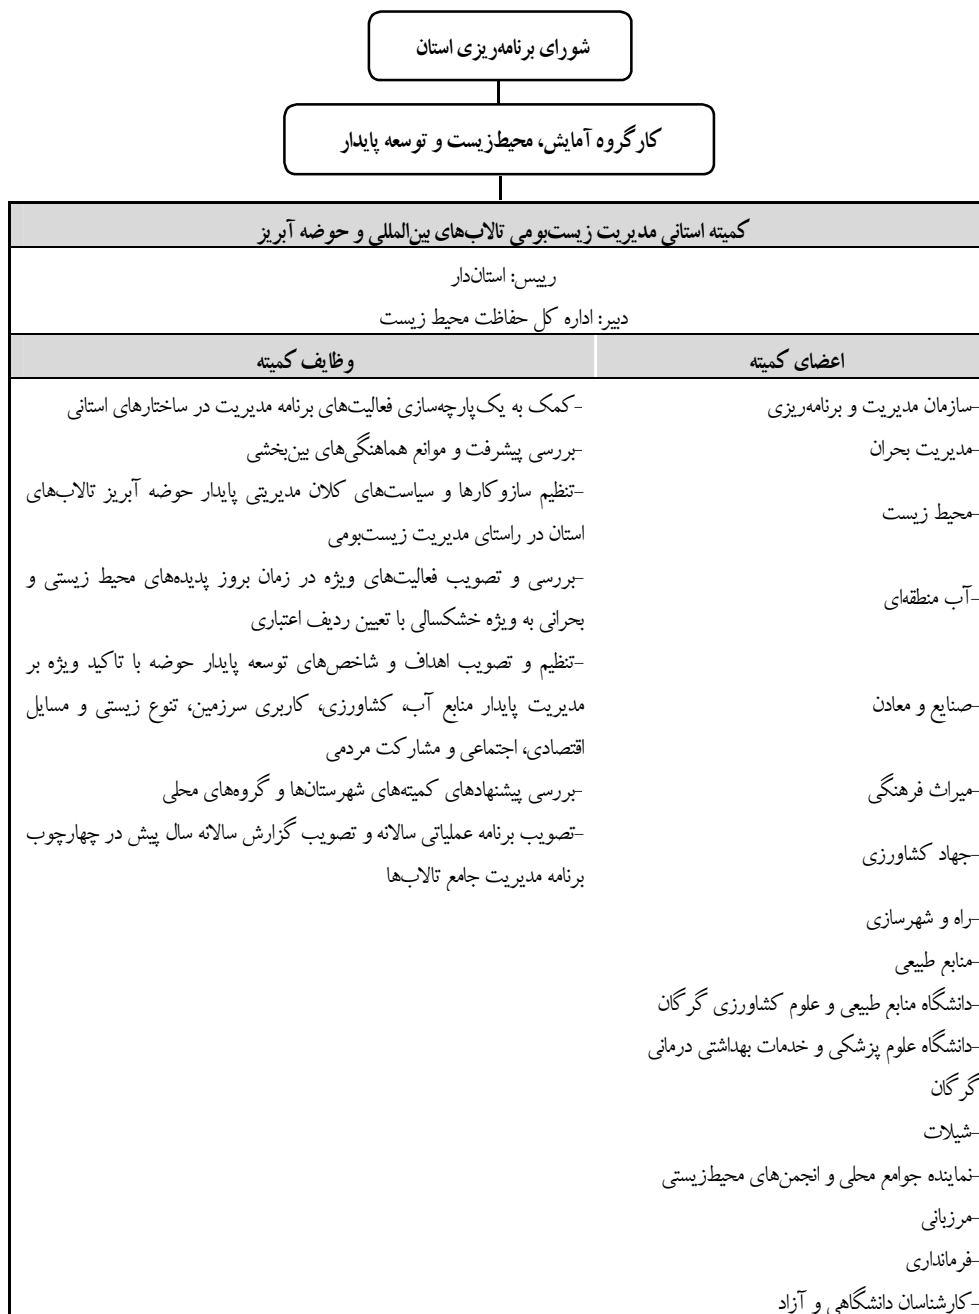 شورای برنامه‌ریزی استان
کارگروه آمایش، محیط‌زیست و توسعه پایدار
کمیته استانی مدیریت زیست‌بومی تالاب‌های بین‌المللی و حوضه آبریز
رییس: استان‌دار
دبیر: اداره کل حفاظت محیط زیست
اعضای کمیته
وظایف کمیته
-سازمان مدیریت و برنامه‌ریزی
-مدیریت بحران
-محیط زیست
-آب منطقه‌ای
-صنایع و معادن
-میراث فرهنگی
-جهاد کشاورزی
-راه و شهرسازی
-منابع طبیعی
-دانشگاه منابع طبیعی و علوم کشاورزی گرگان
-دانشگاه علوم پزشکی و خدمات بهداشتی درمانی
گرگان
-شیلات
-نماینده جوامع محلی و انجمن‌های محیط‌زیستی
-مرزبانی
-فرمانداری
-کارشناسان دانشگاهی و آزاد
-کمک به یک‌پارچه‌سازی فعالیت‌های برنامه مدیریت در ساختارهای استانی
-بررسی پیشرفت و موانع هماهنگی‌های بین‌بخشی
-تنظیم سازوکارها و سیاست‌های کلان مدیریتی پایدار حوضه آبریز تالاب‌های
استان در راستای مدیریت زیست‌بومی
-بررسی و تصویب فعالیت‌های ویژه در زمان بروز پدیده‌های محیط زیستی و
بحرانی به ویژه خشکسالی با تعیین ردیف اعتباری
-تنظیم و تصویب اهداف و شاخص‌های توسعه پایدار حوضه با تاکید ویژه بر
مدیریت پایدار منابع آب، کشاورزی، کاربری سرزمین، تنوع زیستی و مسایل
اقتصادی، اجتماعی و مشارکت مردمی
-بررسی پیشنهادهای کمیته‌های شهرستان‌ها و گروه‌های محلی
-تصویب برنامه عملیاتی سالانه و تصویب گزارش سالانه سال پیش در چهارچوب
برنامه مدیریت جامع تالاب‌ها